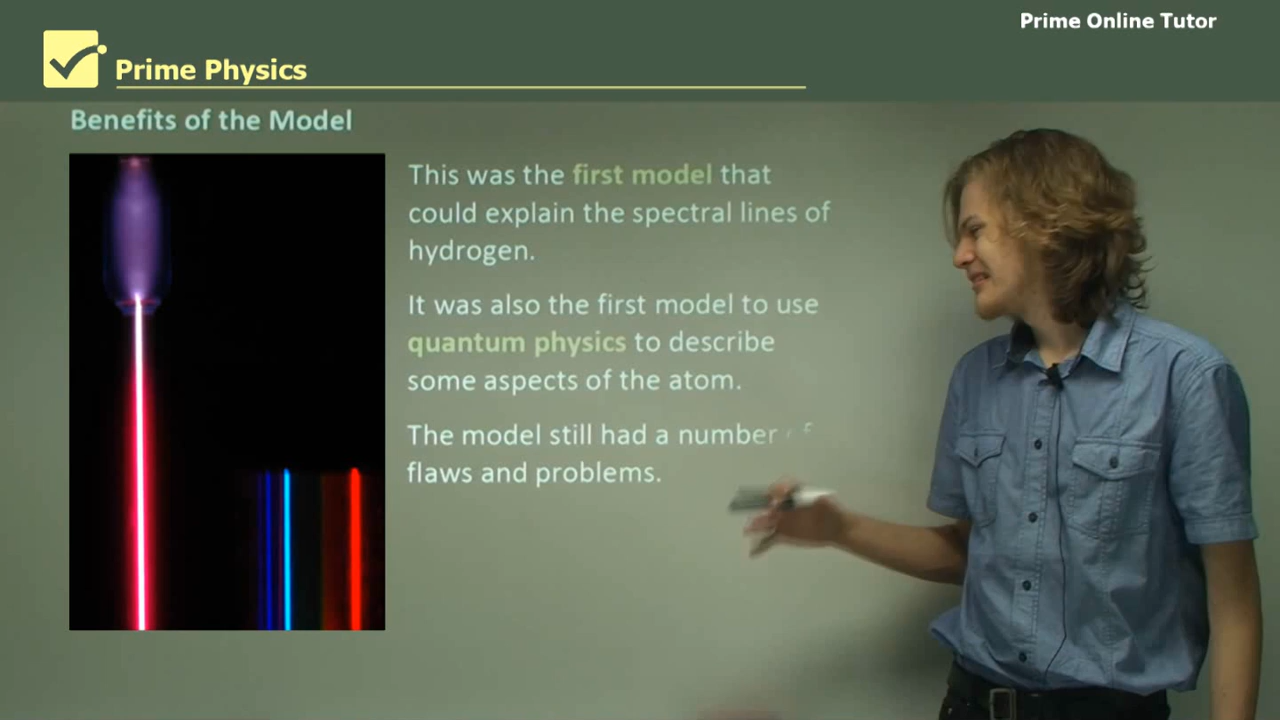 Prime Online Tutor
Prime Physics
Benefits of the Model
This was the first model that
could explain the spectral lines of
hydrogen.
It was also the first model to use
quantum physics to describe
some aspects of the atom.
The model still had a number
flaws and problems.